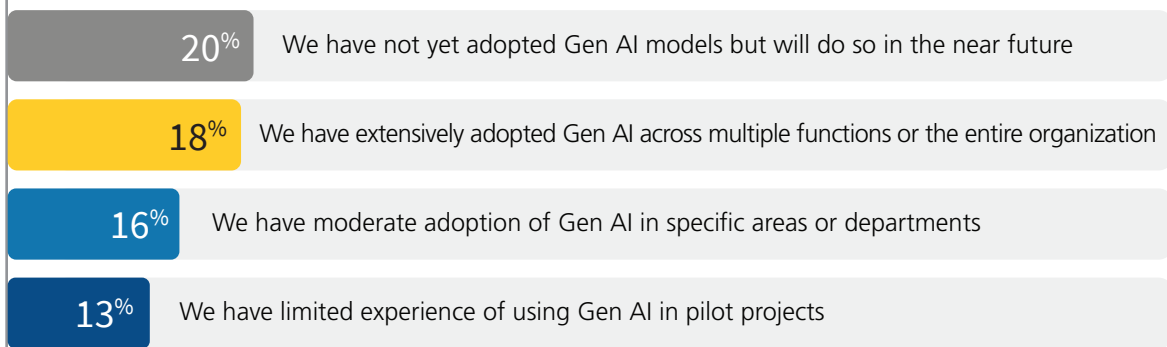 20% We have not yet adopted Gen AI models but will do so in the near future
18% We have extensively adopted Gen AI across multiple functions or the entire organization
16% We have moderate adoption of Gen AI in specific areas or departments
13% We have limited experience of using Gen AI in pilot projects